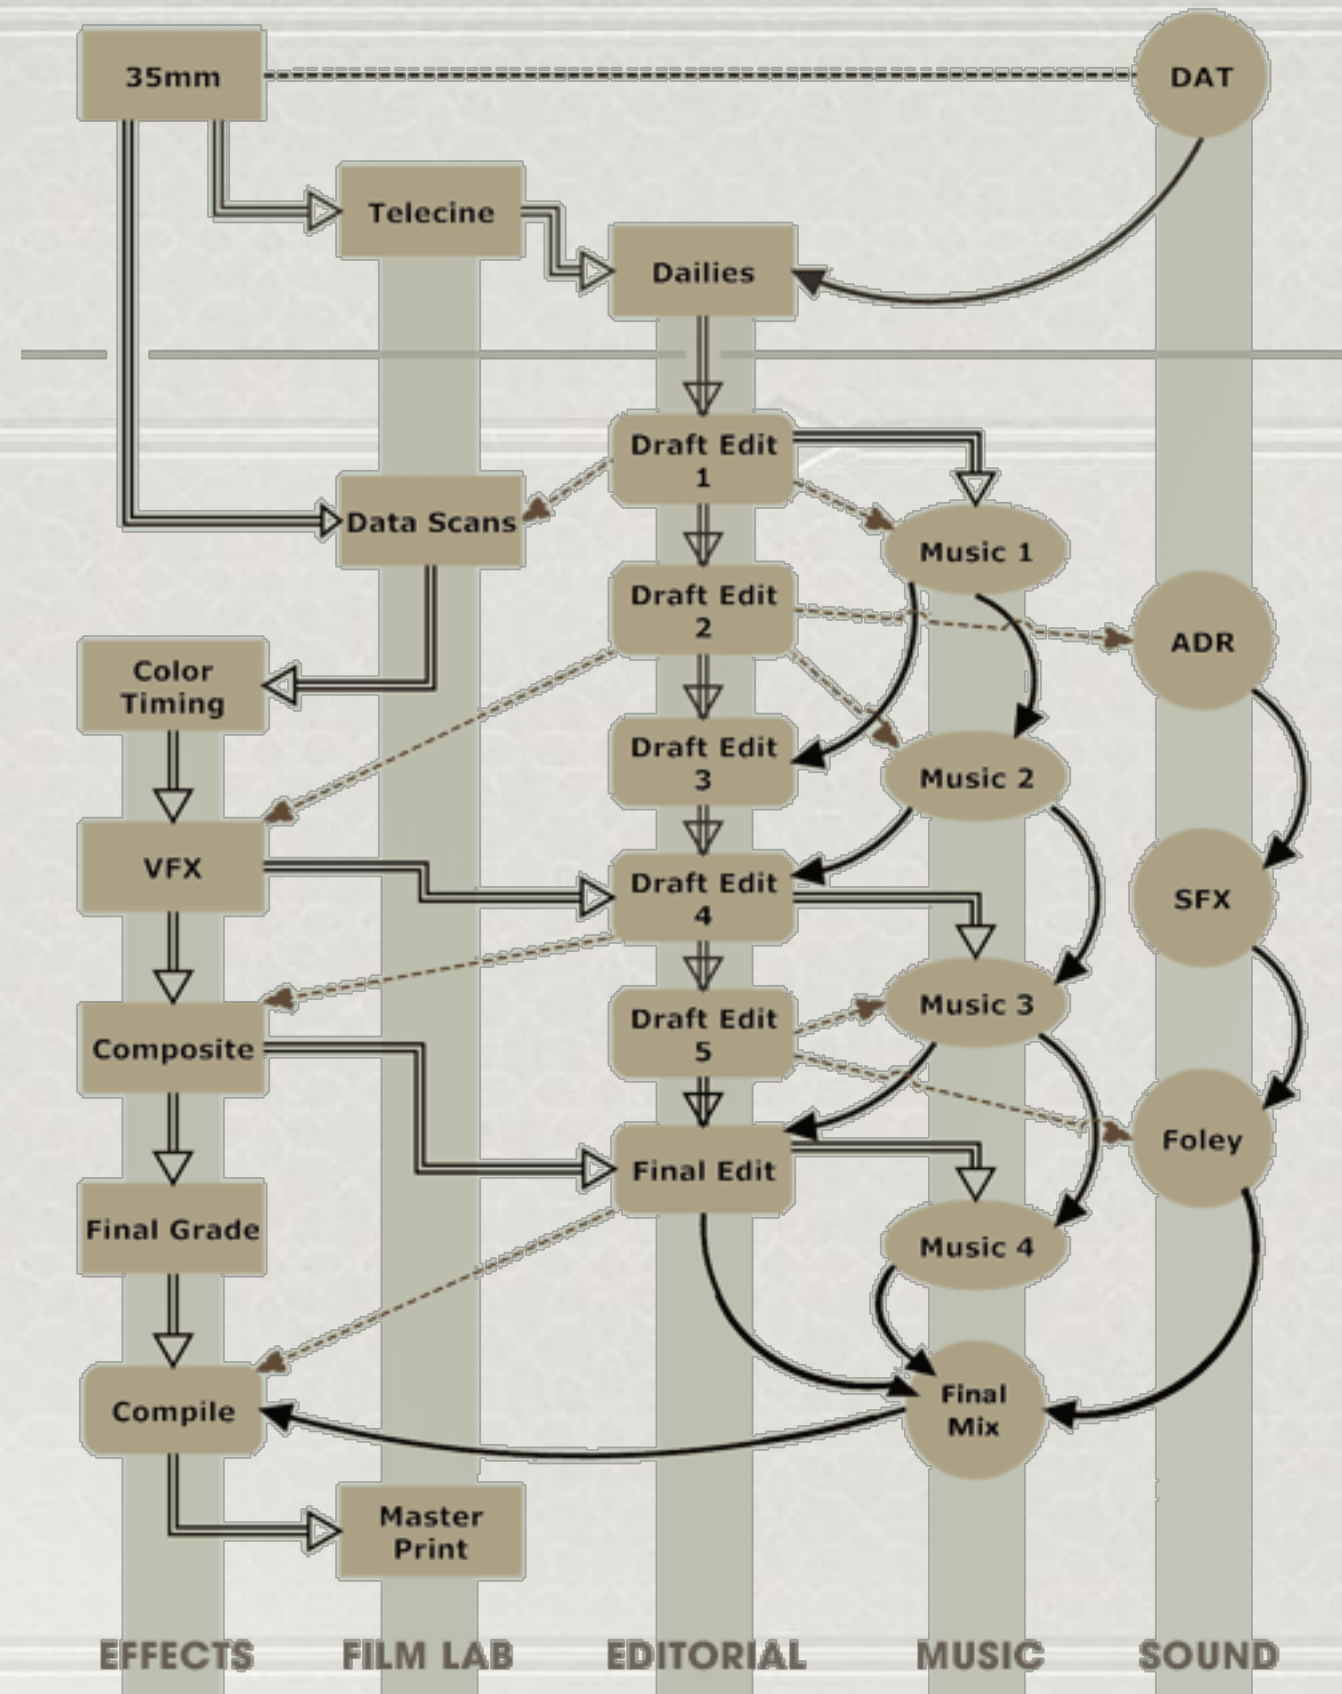 35mm
DAT
Telecine
Dailies
Draft Edit
1
Data Scans
Music 1
Draft Edit
2
ADR
Color
Timing
Draft Edit
3
Music 2
VFX
Draft Edit
4
SFX
Music 3
Draft Edit
5
Composite
Foley
Final Edit
Final Grade
Music 4
Final
Mix
Compile
Master
Print
EFFECTS
FILM LAB
EDITORIAL
MUSIC
SOUND